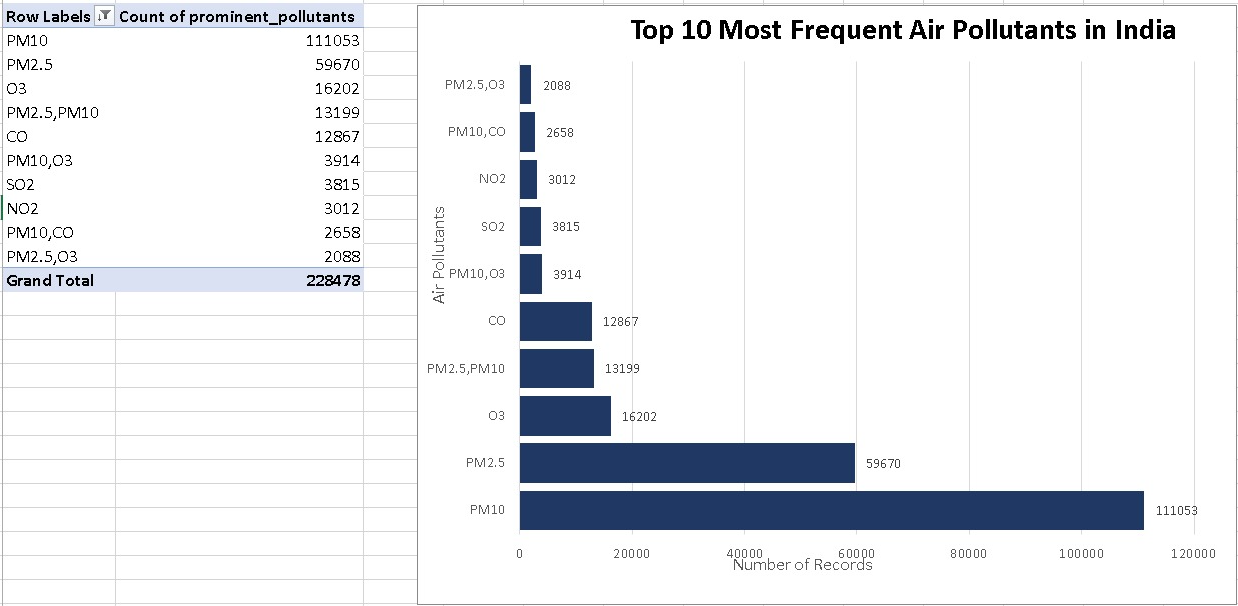 Row Labels Count of prominent_pollutants
PM10 111053
PM2.5 59670
O3 16202
PM2.5,PM10 13199
CO 12867
PM10,O3 3914
SO2 3815
NO2 3012
PM10,CO 2658
PM2.5,O3 2088
Grand Total 228478
Top 10 Most Frequent Air Pollutants in India
Air Pollutants
PM2.5,O3 2088
PM10,CO 2658
NO2 3012
SO2 3815
PM10,O3 3914
CO 12867
PM2.5,PM10 13199
O3 16202
PM2.5 59670
PM10 111053
0 20000 40000 60000 80000 100000 120000
Number of Records